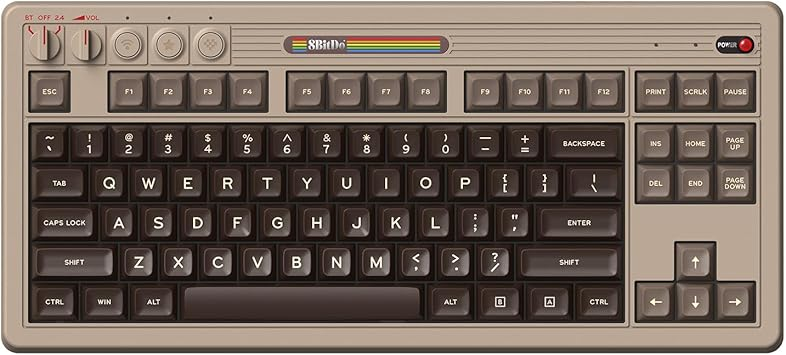 BT OFF 2.4 VOL
8BitDo
POWER
ESC F1 F2 F3 F4 F5 F6 F7 F8 F9 F10 F11 F12 PRINT SCRLK PAUSE
~ ! @ # $ % ^ & * ( ) — +
` 1 2 3 4 5 6 7 8 9 0 - = BACKSPACE INS HOME PAGE UP
TAB Q W E R T Y U I O P { [ } ] | \ DEL END PAGE DOWN
CAPS LOCK A S D F G H J K L : ; " ' ENTER
SHIFT Z X C V B N M < , > . ? / SHIFT ↑
CTRL WIN ALT ALT B A CTRL ← ↓ →